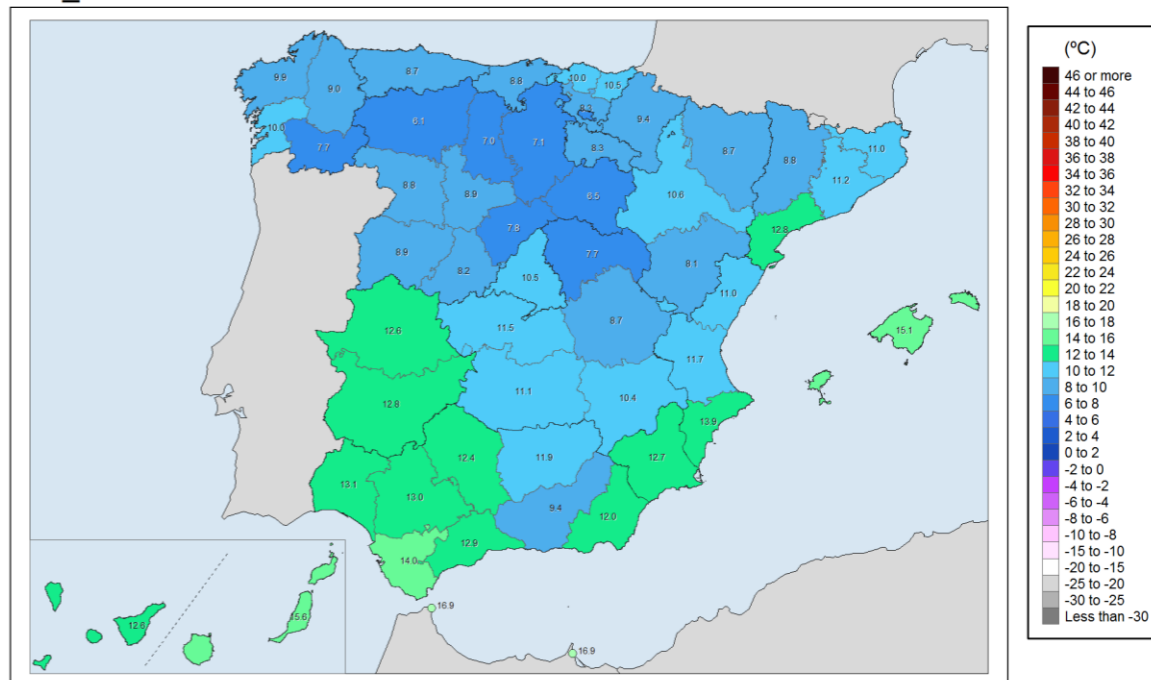 9.9
9.0
8.7
8.8
10.0
10.5
8.3
9.4
10.0
7.7
6.1
7.0
7.1
8.3
8.7
8.8
11.0
11.2
8.8
8.9
6.5
10.6
12.8
7.8
7.7
8.9
8.2
10.5
8.1
11.0
12.6
11.5
8.7
15.1
11.7
12.8
11.1
10.4
13.9
12.4
11.9
12.7
13.1
13.0
9.4
12.0
12.9
14.0
16.9
16.9
12.6
15.6
(ºC)
46 or more
44 to 46
42 to 44
40 to 42
38 to 40
36 to 38
34 to 36
32 to 34
30 to 32
28 to 30
26 to 28
24 to 26
22 to 24
20 to 22
18 to 20
16 to 18
14 to 16
12 to 14
10 to 12
8 to 10
6 to 8
4 to 6
2 to 4
0 to 2
-2 to 0
-4 to -2
-6 to -4
-8 to -6
-10 to -8
-15 to -10
-20 to -15
-25 to -20
-30 to -25
Less than -30